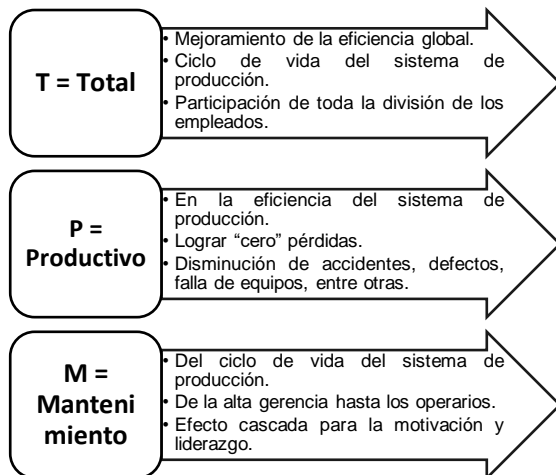 T = Total
• Mejoramiento de la eficiencia global.
• Ciclo de vida del sistema de
producción.
• Participación de toda la división de los
empleados.
P =
Productivo
• En la eficiencia del sistema de
producción.
• Lograr “cero” pérdidas.
• Disminución de accidentes, defectos,
falla de equipos, entre otras.
M =
Manteni
miento
• Del ciclo de vida del sistema de
producción.
• De la alta gerencia hasta los operarios.
• Efecto cascada para la motivación y
liderazgo.